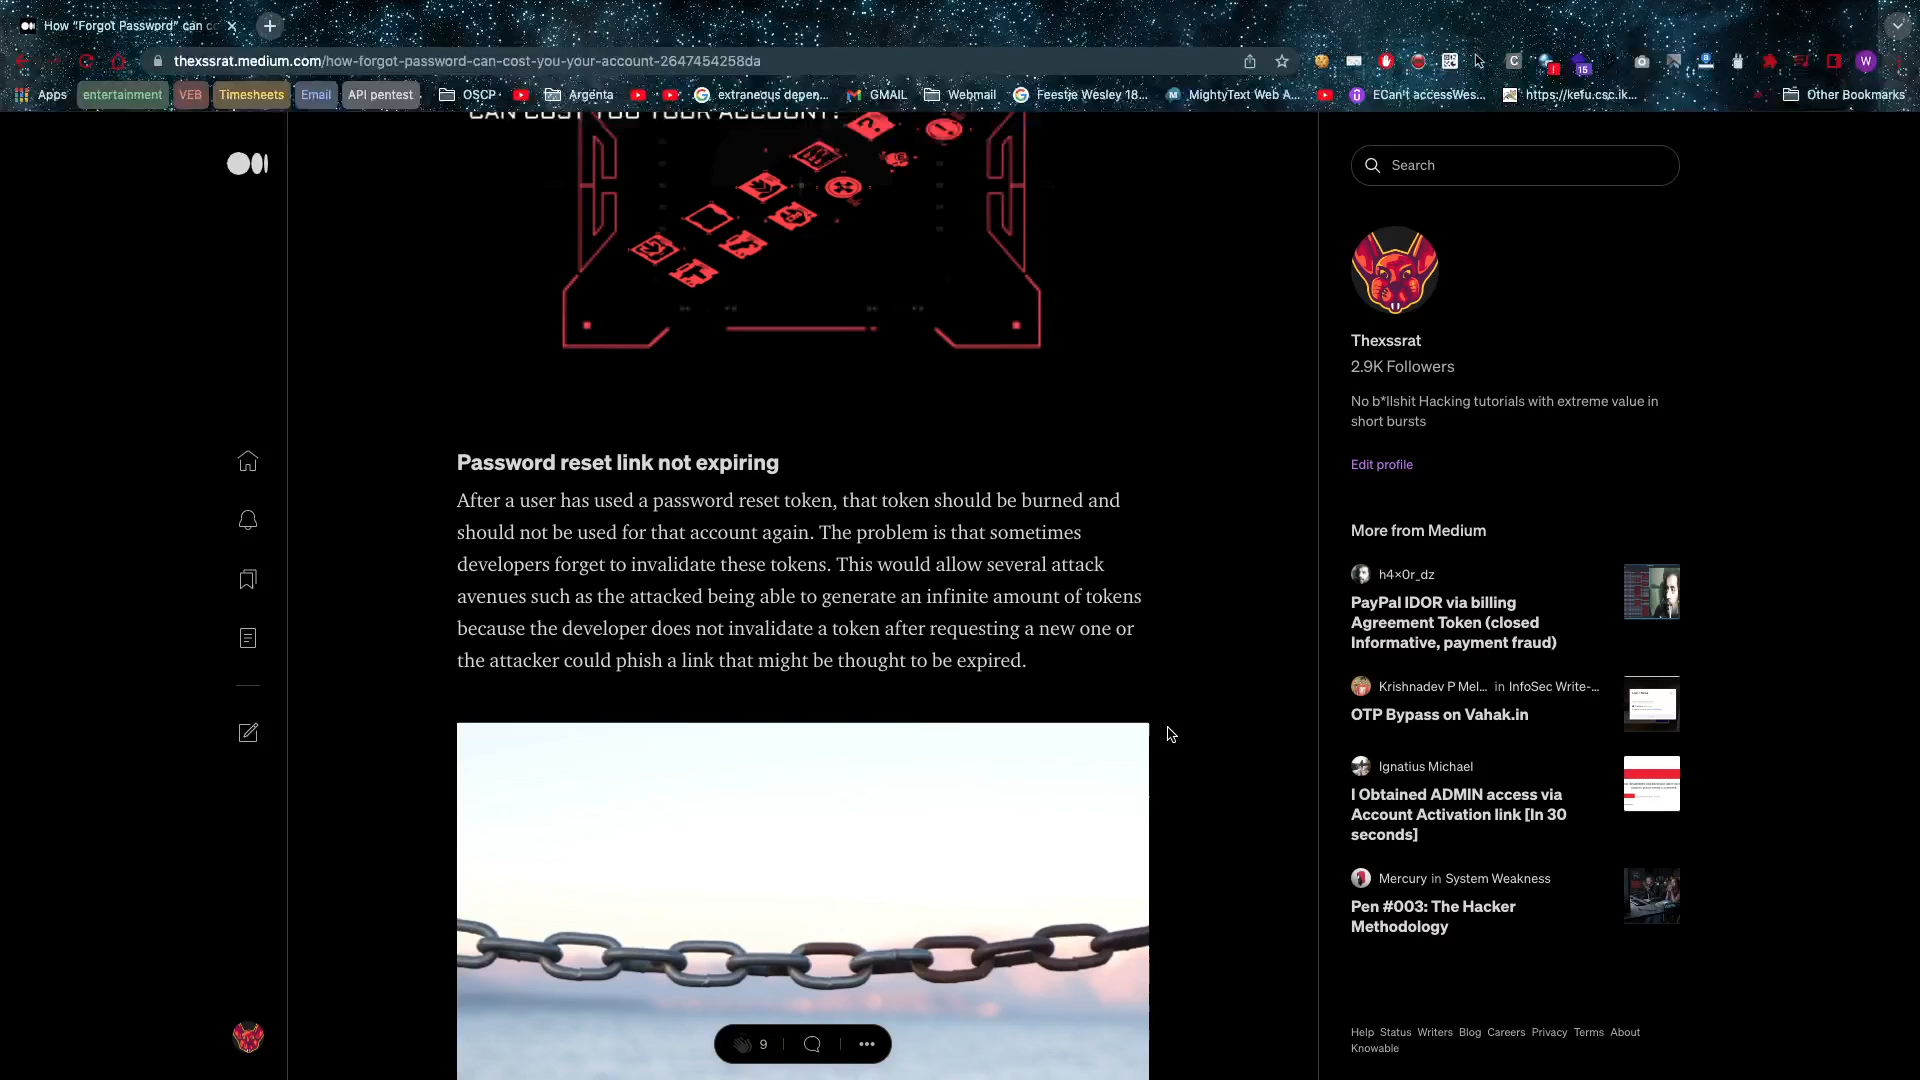 How "Forgot Password" can co
thexssrat.medium.com/how-forgot-password-can-cost-you-your-account-2647454258da
15
W
Apps
entertainment
VEB
Timesheets
Email
API pentest
OSCP
Argenta
extraneous depen...
GMAIL
Webmail
Feestje Wesley 18...
MightyText Web A...
ECan't accessWes...
https://kefu.csc.ik...
Other Bookmarks
CAN COST YOU YOUR ACCOUNT!
Search
Thexssrat
2.9K Followers
No b*llshit Hacking tutorials with extreme value in
short bursts
Edit profile
Password reset link not expiring
After a user has used a password reset token, that token should be burned and
should not be used for that account again. The problem is that sometimes
developers forget to invalidate these tokens. This would allow several attack
avenues such as the attacked being able to generate an infinite amount of tokens
because the developer does not invalidate a token after requesting a new one or
the attacker could phish a link that might be thought to be expired.
9
More from Medium
h4x0r_dz
PayPal IDOR via billing
Agreement Token (closed
Informative, payment fraud)
Krishnadev P Mel... in InfoSec Write-...
OTP Bypass on Vahak.in
Ignatius Michael
I Obtained ADMIN access via
Account Activation link [In 30
seconds]
Mercury in System Weakness
Pen #003: The Hacker
Methodology
Help Status Writers Blog Careers Privacy Terms About
Knowable